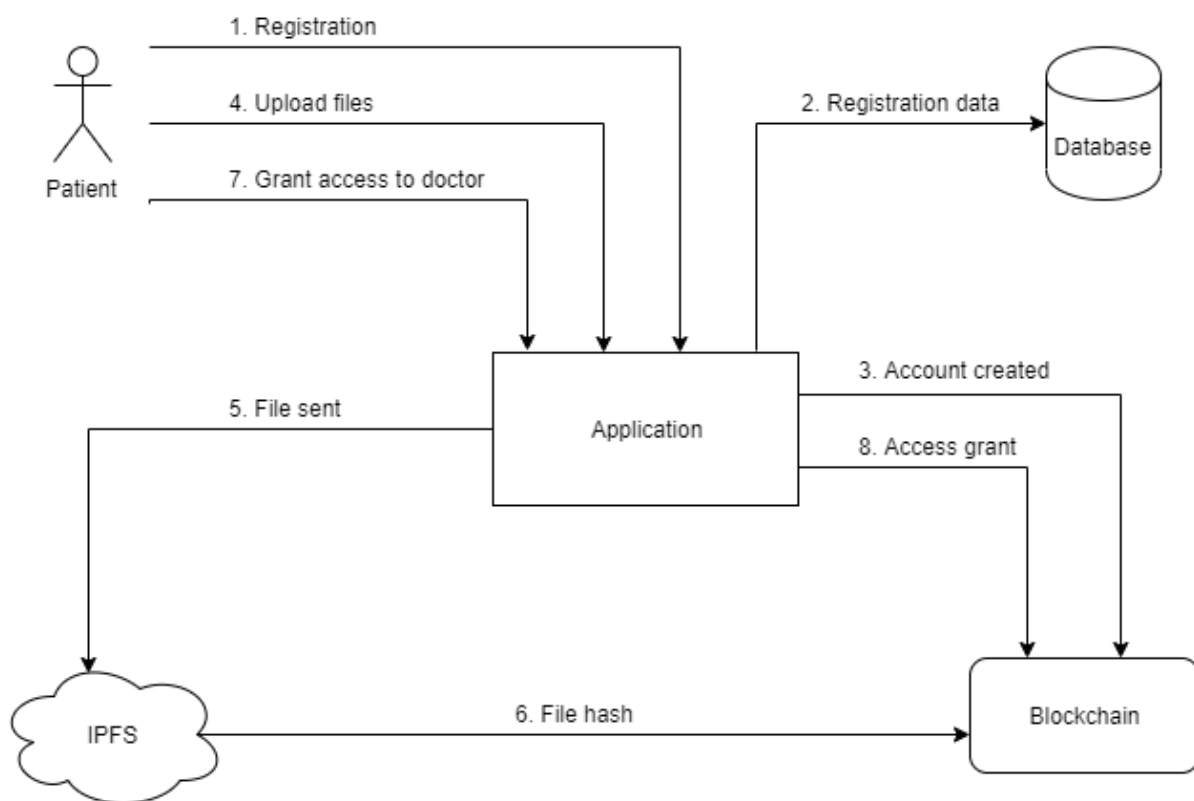 1. Registration
4. Upload files
2. Registration data
Database
Patient
7. Grant access to doctor
3. Account created
5. File sent
Application
8. Access grant
6. File hash
IPFS
Blockchain